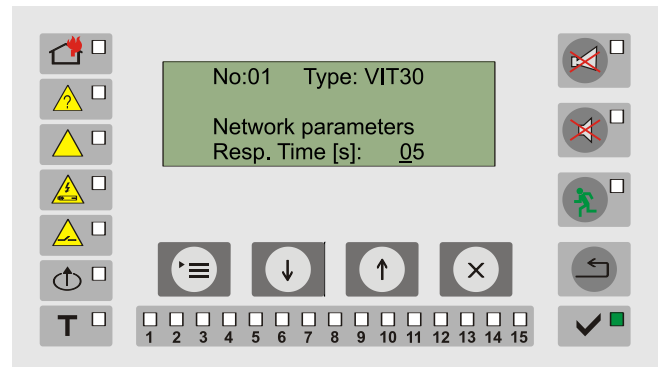 No:01 Type: VIT30
Network parameters
Resp. Time [s]: 05
?
T
1 2 3 4 5 6 7 8 9 10 11 12 13 14 15